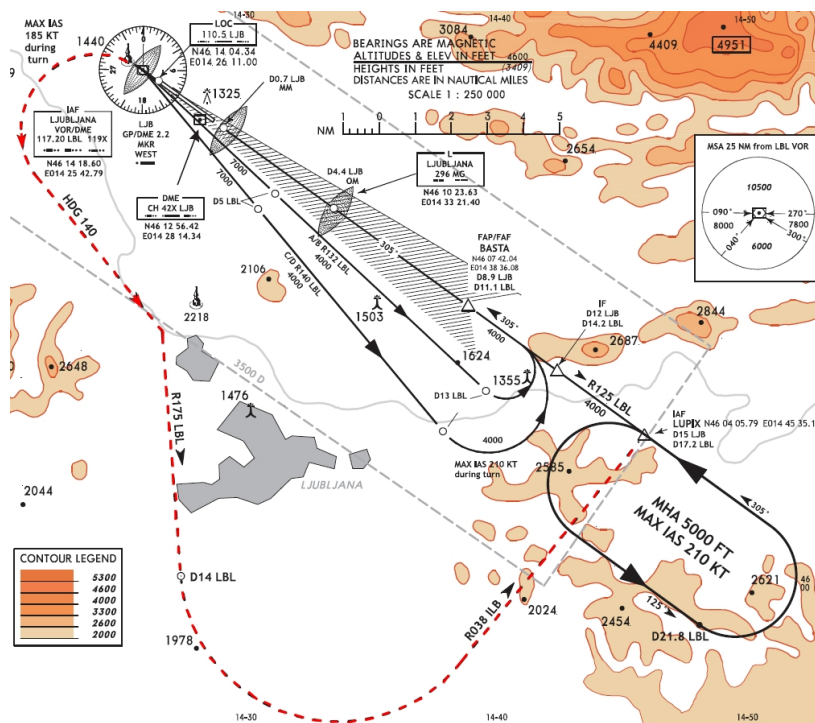 MAX IAS
185 KT
during
turn
1440
LOC
110.5 LJB
N46 14 04.34
E014 26 11.00
14-40
3084
BEARINGS ARE MAGNETIC
ALTITUDES & ELEV IN FEET 4600
HEIGHTS IN FEET (3409)
DISTANCES ARE IN NAUTICAL MILES
SCALE 1 : 250 000
14-50
4409
4951
0
6
18
27
IAF
LJUBLJANA
VOR/DME
117.20 LBL 119X
N46 14 18.60
E014 25 42.79
LJB
GP/DME 2.2
MKR
WEST
1325
D0.7 LJB
MM
NM
1 0 1 2 3 4 5
2654
MSA 25 NM from LBL VOR
10500
090°
8000
270°
7800
040°
300°
6000
DME
CH 42X LJB
N46 12 56.42
E014 28 14.34
7000
7000
D5 LBL
D4.4 LJB
OM
L
LJUBLJANA
296 MG
N46 10 23.63
E014 33 21.40
HDG 140
A/B R132 LBL
4000
C/D R140 LBL
4000
305°
FAP/FAF
BASTA
N46 07 42.04
E014 38 36.08
D8.9 LJB
D11.1 LBL
2106
2218
1503
305°
4000
IF
D12 LJB
D14.2 LBL
2844
2687
2648
3500 D
1624
1355
R125 LBL
4000
1476
D13 LBL
4000
IAF
LUPIX N46 04 05.79 E014 45 35.1
D15 LJB
D17.2 LBL
R175 LBL
MAX IAS 210 KT
during turn
2585
2044
LJUBLJANA
305°
MHA 5000 FT
MAX IAS 210 KT
CONTOUR LEGEND
5300
4600
4000
3300
2600
2000
D14 LBL
R038 ILB
2024
2454
125°
2621
46
00
D21.8 LBL
1978
14-30
14-40
14-50